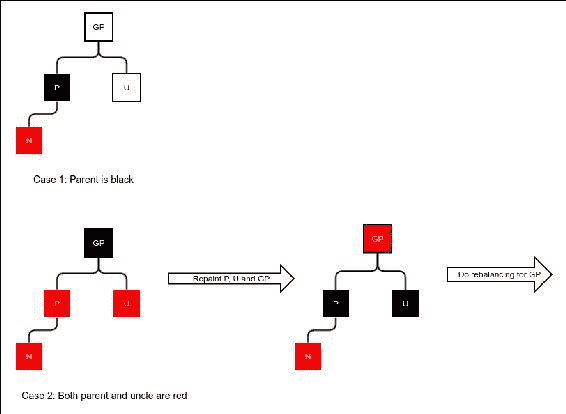 GP
P
U
N
Case 1: Parent is black
GP
GP
Repaint P, U and GP
Do rebalancing for GP
P
U
P
U
N
N
Case 2: Both parent and uncle are red